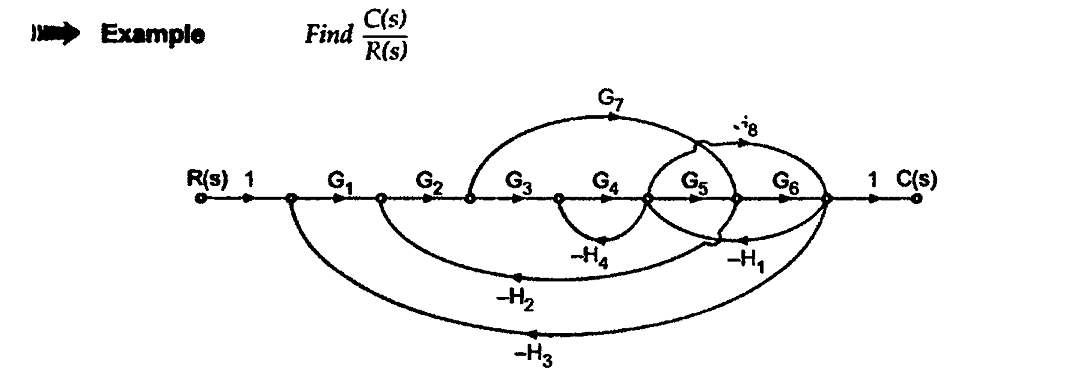 Example Find C(s)/R(s)
G7
R(s) 1 G1 G2 G3 G4 G5 G6 1 C(s)
-H4 -H1
-H2
-H3